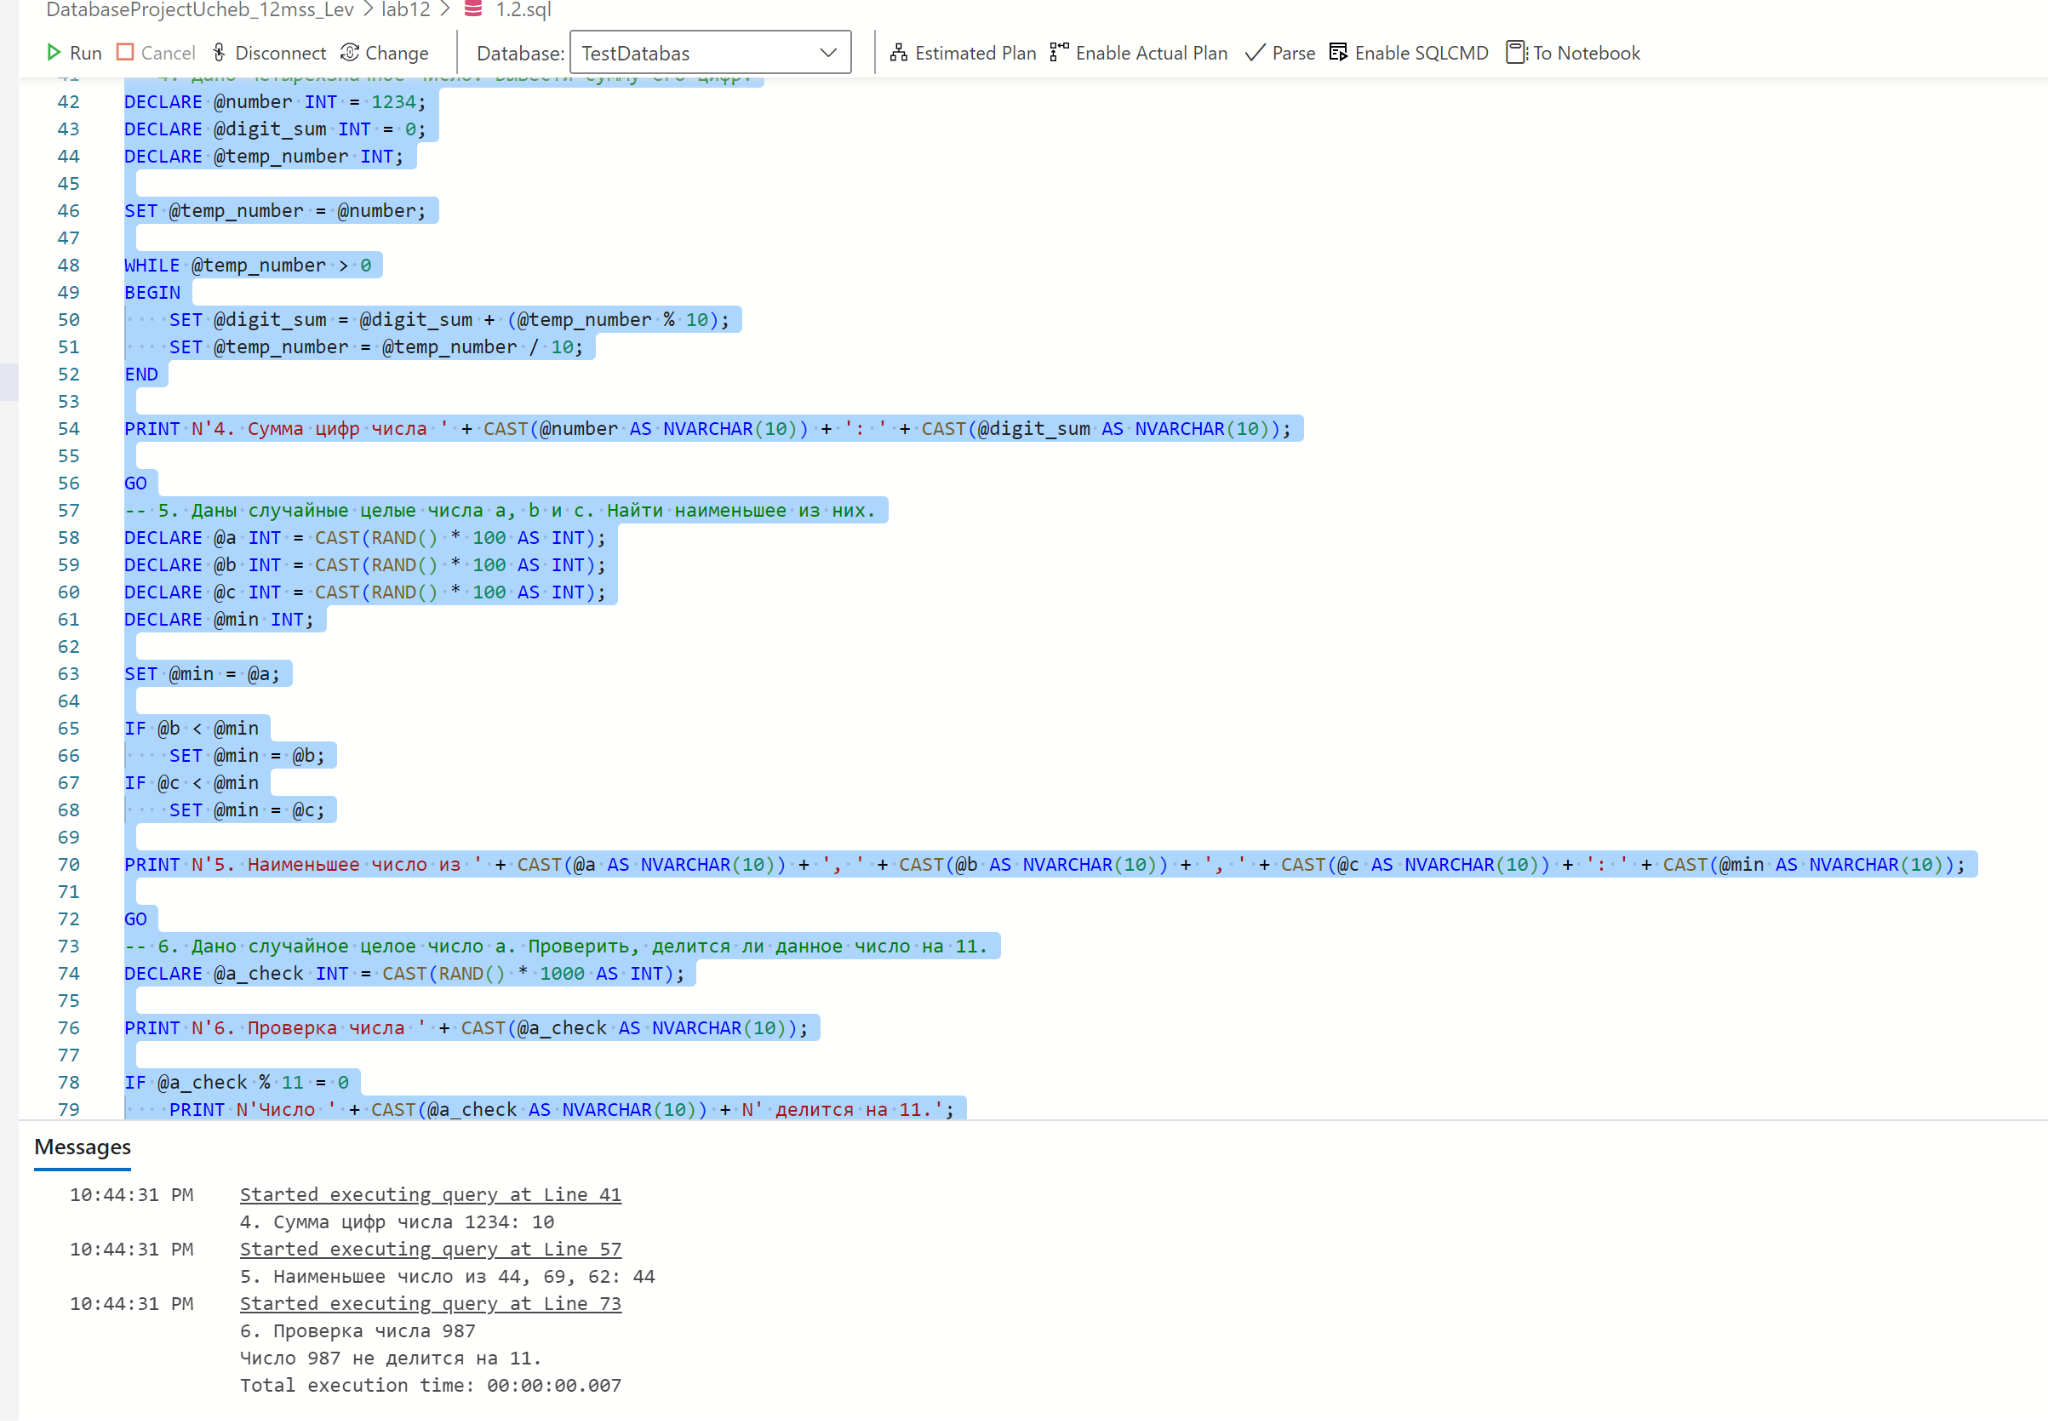 DatabaseProjectUcheb_12mss_Lev > lab12 > 1.2.sql
Run Cancel Disconnect Change Database: TestDatabas Estimated Plan Enable Actual Plan Parse Enable SQLCMD To Notebook
41 -- 4. Дано четырехзначное число. Вывести сумму его цифр.
42 DECLARE @number INT = 1234;
43 DECLARE @digit_sum INT = 0;
44 DECLARE @temp_number INT;
45
46 SET @temp_number = @number;
47
48 WHILE @temp_number > 0
49 BEGIN
50 SET @digit_sum = @digit_sum + (@temp_number % 10);
51 SET @temp_number = @temp_number / 10;
52 END
53
54 PRINT N'4. Сумма цифр числа ' + CAST(@number AS NVARCHAR(10)) + ': ' + CAST(@digit_sum AS NVARCHAR(10));
55
56 GO
57 -- 5. Даны случайные целые числа a, b и c. Найти наименьшее из них.
58 DECLARE @a INT = CAST(RAND() * 100 AS INT);
59 DECLARE @b INT = CAST(RAND() * 100 AS INT);
60 DECLARE @c INT = CAST(RAND() * 100 AS INT);
61 DECLARE @min INT;
62
63 SET @min = @a;
64
65 IF @b < @min
66 SET @min = @b;
67 IF @c < @min
68 SET @min = @c;
69
70 PRINT N'5. Наименьшее число из ' + CAST(@a AS NVARCHAR(10)) + ', ' + CAST(@b AS NVARCHAR(10)) + ', ' + CAST(@c AS NVARCHAR(10)) + ': ' + CAST(@min AS NVARCHAR(10));
71
72 GO
73 -- 6. Дано случайное целое число a. Проверить, делится ли данное число на 11.
74 DECLARE @a_check INT = CAST(RAND() * 1000 AS INT);
75
76 PRINT N'6. Проверка числа ' + CAST(@a_check AS NVARCHAR(10));
77
78 IF @a_check % 11 = 0
79 PRINT N'Число ' + CAST(@a_check AS NVARCHAR(10)) + N' делится на 11.';
Messages
10:44:31 PM Started executing query at Line 41
4. Сумма цифр числа 1234: 10
10:44:31 PM Started executing query at Line 57
5. Наименьшее число из 44, 69, 62: 44
10:44:31 PM Started executing query at Line 73
6. Проверка числа 987
Число 987 не делится на 11.
Total execution time: 00:00:00.007